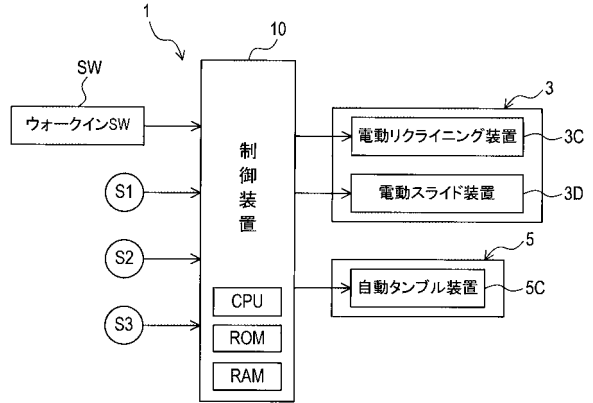 1
10
SW
ウォークインSW
S1
S2
S3
制御装置
CPU
ROM
RAM
3
電動リクライニング装置
3C
電動スライド装置
3D
5
自動タンブル装置
5C